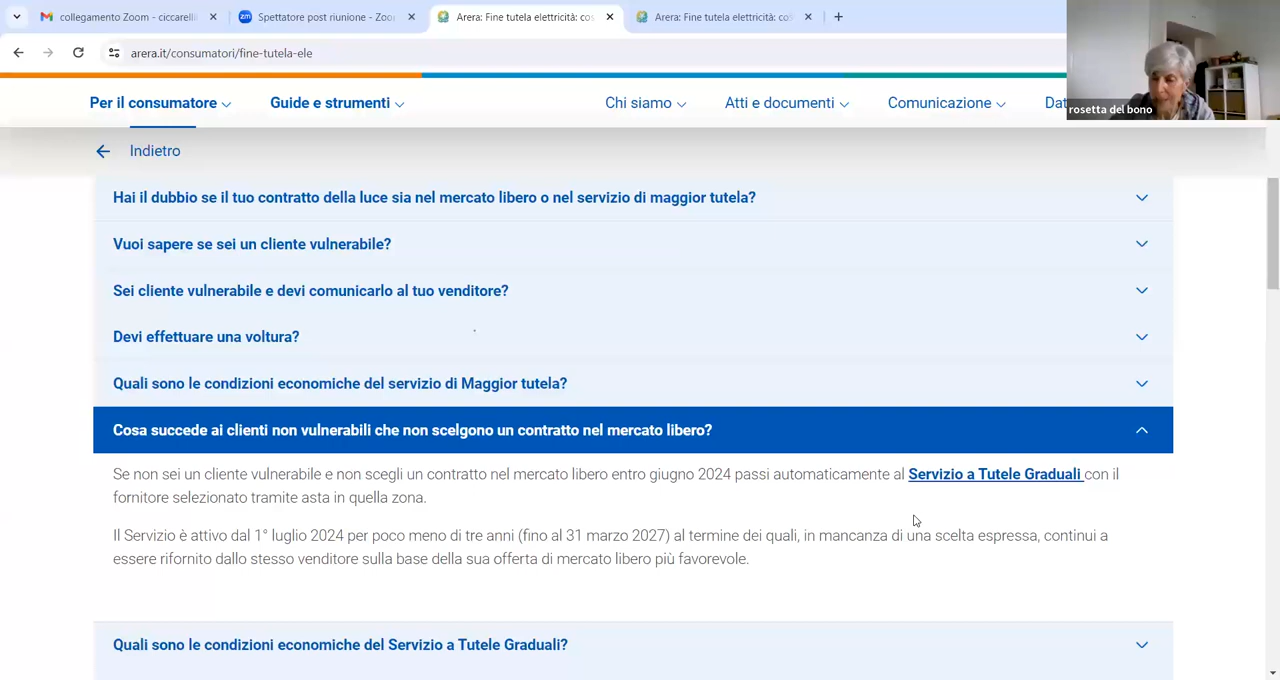 collegamento Zoom - ciccarelli
Spettatore post riunione - Zoo
Arera: Fine tutela elettricità: cos
Arera: Fine tutela elettricità: cos
arera.it/consumatori/fine-tutela-ele
Per il consumatore
Guide e strumenti
Chi siamo
Atti e documenti
Comunicazione
Dat
rosetta del bono
Indietro
Hai il dubbio se il tuo contratto della luce sia nel mercato libero o nel servizio di maggior tutela?
Vuoi sapere se sei un cliente vulnerabile?
Sei cliente vulnerabile e devi comunicarlo al tuo venditore?
Devi effettuare una voltura?
Quali sono le condizioni economiche del servizio di Maggior tutela?
Cosa succede ai clienti non vulnerabili che non scelgono un contratto nel mercato libero?
Se non sei un cliente vulnerabile e non scegli un contratto nel mercato libero entro giugno 2024 passi automaticamente al Servizio a Tutele Graduali con il
fornitore selezionato tramite asta in quella zona.
Il Servizio è attivo dal 1° luglio 2024 per poco meno di tre anni (fino al 31 marzo 2027) al termine dei quali, in mancanza di una scelta espressa, continui a
essere rifornito dallo stesso venditore sulla base della sua offerta di mercato libero più favorevole.
Quali sono le condizioni economiche del Servizio a Tutele Graduali?